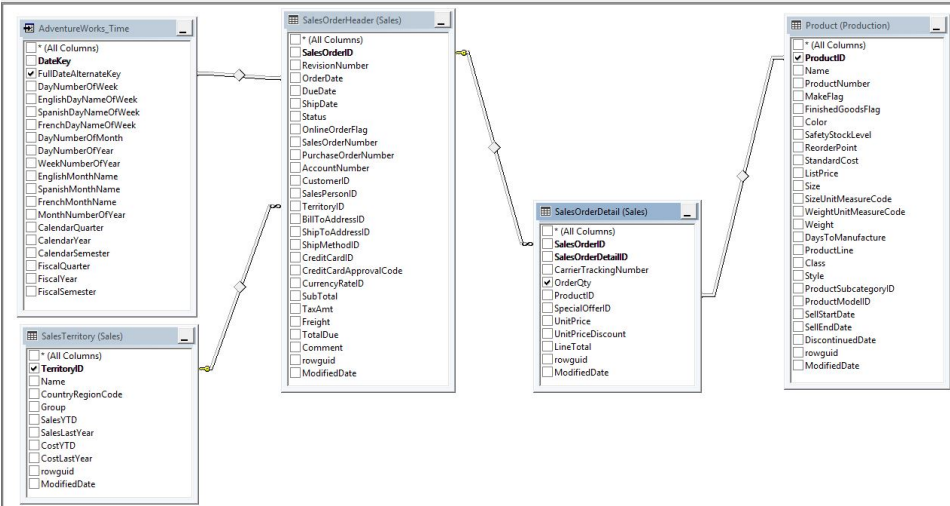 AdventureWorks_Time
* (All Columns)
DateKey
FullDateAlternateKey
DayNumberOfWeek
EnglishDayNameOfWeek
SpanishDayNameOfWeek
FrenchDayNameOfWeek
DayNumberOfMonth
DayNumberOfYear
WeekNumberOfYear
EnglishMonthName
SpanishMonthName
FrenchMonthName
MonthNumberOfYear
CalendarQuarter
CalendarYear
CalendarSemester
FiscalQuarter
FiscalYear
FiscalSemester
SalesTerritory (Sales)
* (All Columns)
TerritoryID
Name
CountryRegionCode
Group
SalesYTD
SalesLastYear
CostYTD
CostLastYear
rowguid
ModifiedDate
SalesOrderHeader (Sales)
* (All Columns)
SalesOrderID
RevisionNumber
OrderDate
DueDate
ShipDate
Status
OnlineOrderFlag
SalesOrderNumber
PurchaseOrderNumber
AccountNumber
CustomerID
SalesPersonID
TerritoryID
BillToAddressID
ShipToAddressID
ShipMethodID
CreditCardID
CreditCardApprovalCode
CurrencyRateID
SubTotal
TaxAmt
Freight
TotalDue
Comment
rowguid
ModifiedDate
SalesOrderDetail (Sales)
* (All Columns)
SalesOrderID
SalesOrderDetailID
CarrierTrackingNumber
OrderQty
ProductID
SpecialOfferID
UnitPrice
UnitPriceDiscount
LineTotal
rowguid
ModifiedDate
Product (Production)
* (All Columns)
ProductID
Name
ProductNumber
MakeFlag
FinishedGoodsFlag
Color
SafetyStockLevel
ReorderPoint
StandardCost
ListPrice
Size
SizeUnitMeasureCode
WeightUnitMeasureCode
Weight
DaysToManufacture
ProductLine
Class
Style
ProductSubcategoryID
ProductModelID
SellStartDate
SellEndDate
DiscontinuedDate
rowguid
ModifiedDate